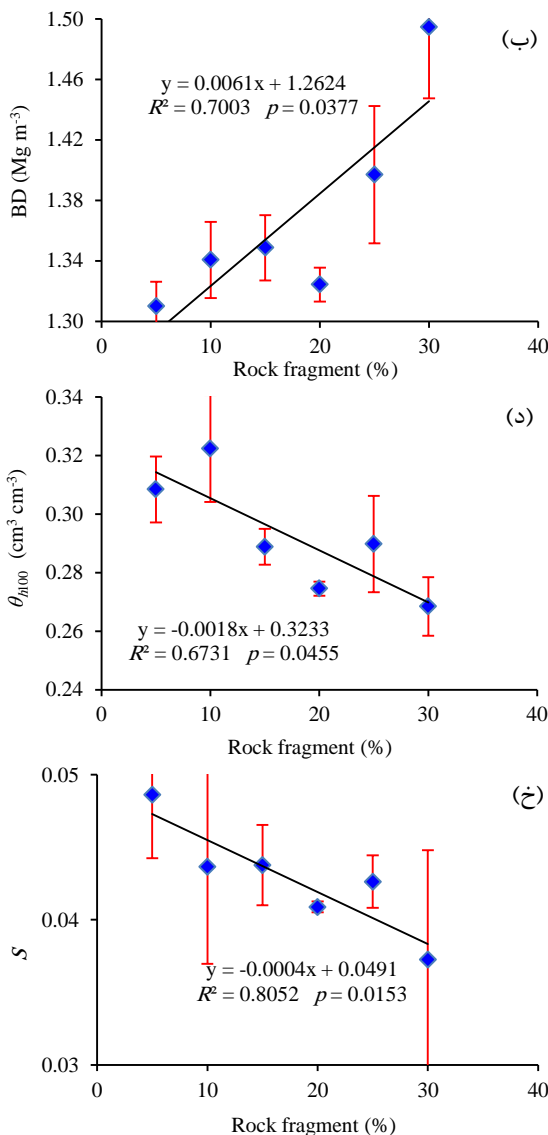 (ب)
1.50
1.46
1.42
1.38
1.34
1.30
BD (Mg m⁻³)
y = 0.0061x + 1.2624
R² = 0.7003 p = 0.0377
0 10 20 30 40
Rock fragment (%)
(د)
0.34
0.32
0.30
0.28
0.26
0.24
θₕ₁₀₀ (cm³ cm⁻³)
y = -0.0018x + 0.3233
R² = 0.6731 p = 0.0455
0 10 20 30 40
Rock fragment (%)
(خ)
0.05
0.04
0.03
S
y = -0.0004x + 0.0491
R² = 0.8052 p = 0.0153
0 10 20 30 40
Rock fragment (%)